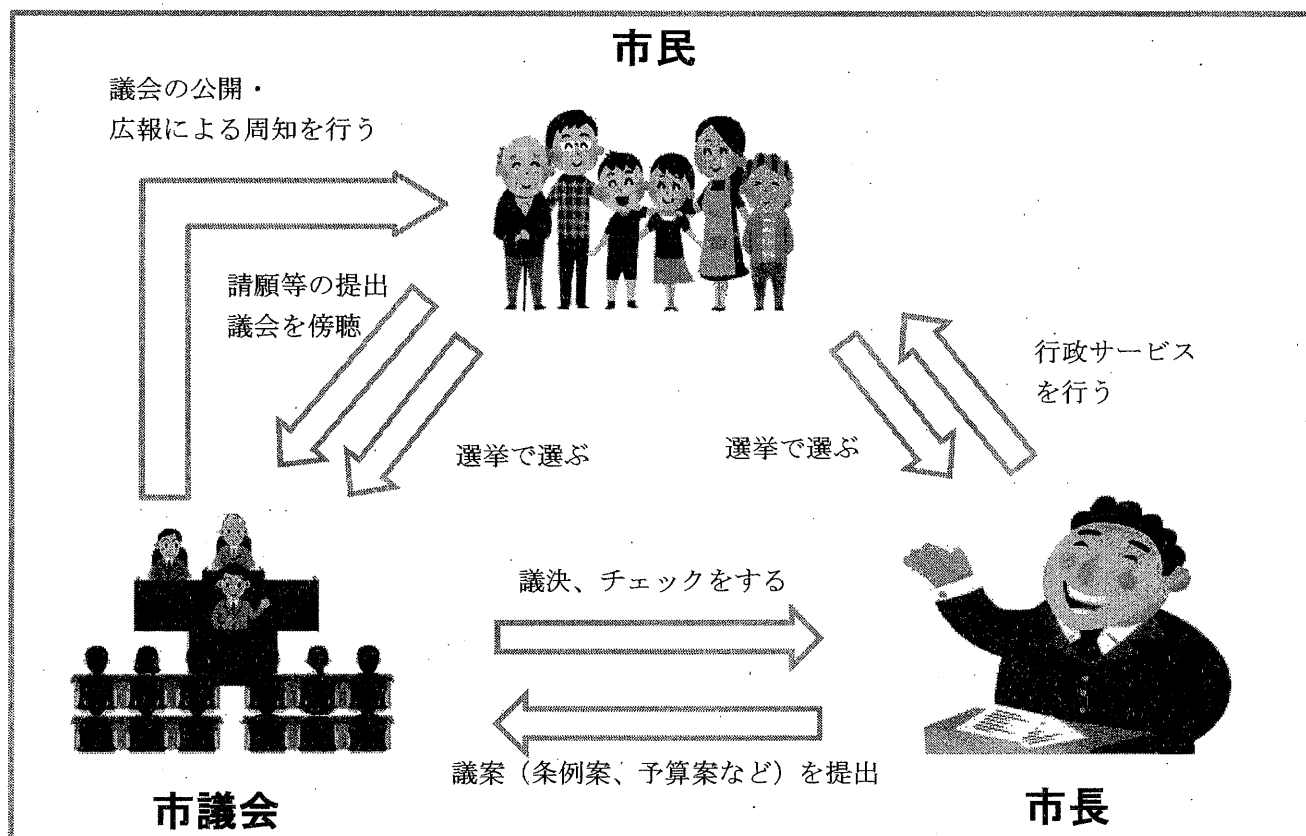 市民
議会の公開・
広報による周知を行う
請願等の提出
議会を傍聴
行政サービス
を行う
選挙で選ぶ
選挙で選ぶ
議決、チェックをする
議案（条例案、予算案など）を提出
市議会
市長